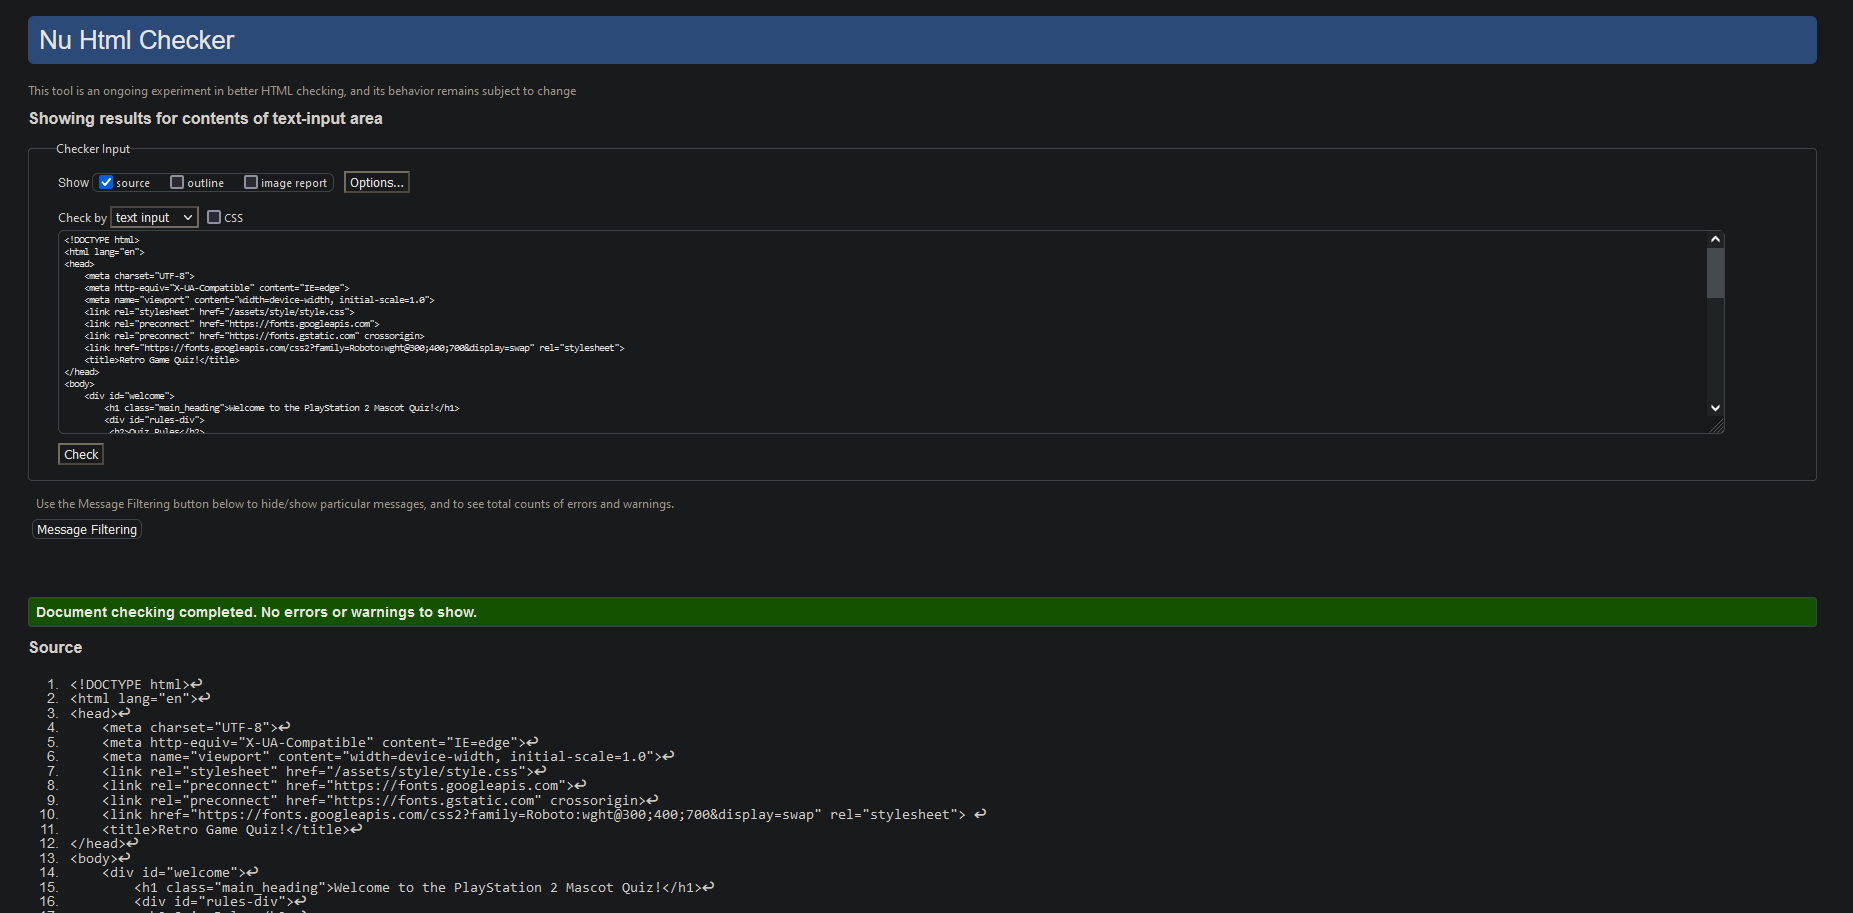 Nu Html Checker
This tool is an ongoing experiment in better HTML checking, and its behavior remains subject to change
Showing results for contents of text-input area
Checker Input
Show source outline image report Options...
Check by text input CSS
<!DOCTYPE html>
<html lang="en">
<head>
    <meta charset="UTF-8">
    <meta http-equiv="X-UA-Compatible" content="IE=edge">
    <meta name="viewport" content="width=device-width, initial-scale=1.0">
    <link rel="stylesheet" href="/assets/style/style.css">
    <link rel="preconnect" href="https://fonts.googleapis.com">
    <link rel="preconnect" href="https://fonts.gstatic.com" crossorigin>
    <link href="https://fonts.googleapis.com/css2?family=Roboto:wght@300;400;700&display=swap" rel="stylesheet">
    <title>Retro Game Quiz!</title>
</head>
<body>
    <div id="welcome">
        <h1 class="main_heading">Welcome to the PlayStation 2 Mascot Quiz!</h1>
        <div id="rules-div">
         <h2>Quiz Rules</h2>
Check
Use the Message Filtering button below to hide/show particular messages, and to see total counts of errors and warnings.
Message Filtering
Document checking completed. No errors or warnings to show.
Source
1. <!DOCTYPE html>↩
2. <html lang="en">↩
3. <head>↩
4.     <meta charset="UTF-8">↩
5.     <meta http-equiv="X-UA-Compatible" content="IE=edge">↩
6.     <meta name="viewport" content="width=device-width, initial-scale=1.0">↩
7.     <link rel="stylesheet" href="/assets/style/style.css">↩
8.     <link rel="preconnect" href="https://fonts.googleapis.com">↩
9.     <link rel="preconnect" href="https://fonts.gstatic.com" crossorigin>↩
10.     <link href="https://fonts.googleapis.com/css2?family=Roboto:wght@300;400;700&display=swap" rel="stylesheet"> ↩
11.     <title>Retro Game Quiz!</title>↩
12. </head>↩
13. <body>↩
14.     <div id="welcome">↩
15.         <h1 class="main_heading">Welcome to the PlayStation 2 Mascot Quiz!</h1>↩
16.         <div id="rules-div">↩